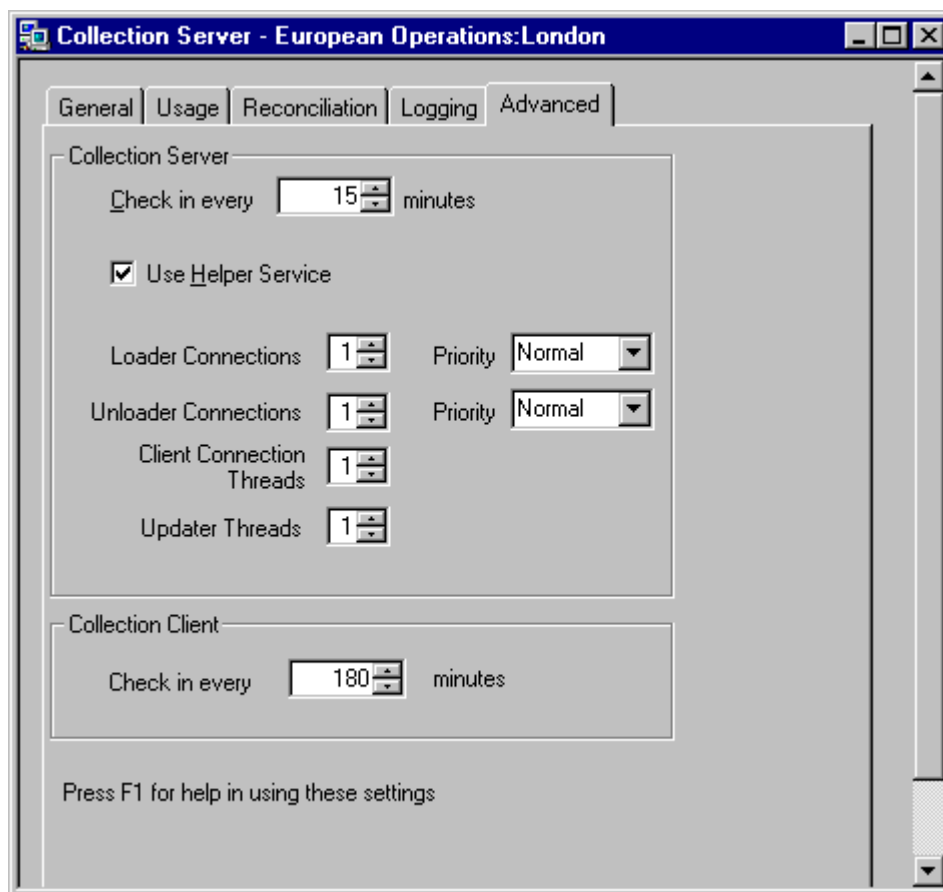 Collection Server - European Operations:London
General Usage Reconciliation Logging Advanced
Collection Server
Check in every 15 minutes
Use Helper Service
Loader Connections 1 Priority Normal
Unloader Connections 1 Priority Normal
Client Connection
Threads 1
Updater Threads 1
Collection Client
Check in every 180 minutes
Press F1 for help in using these settings